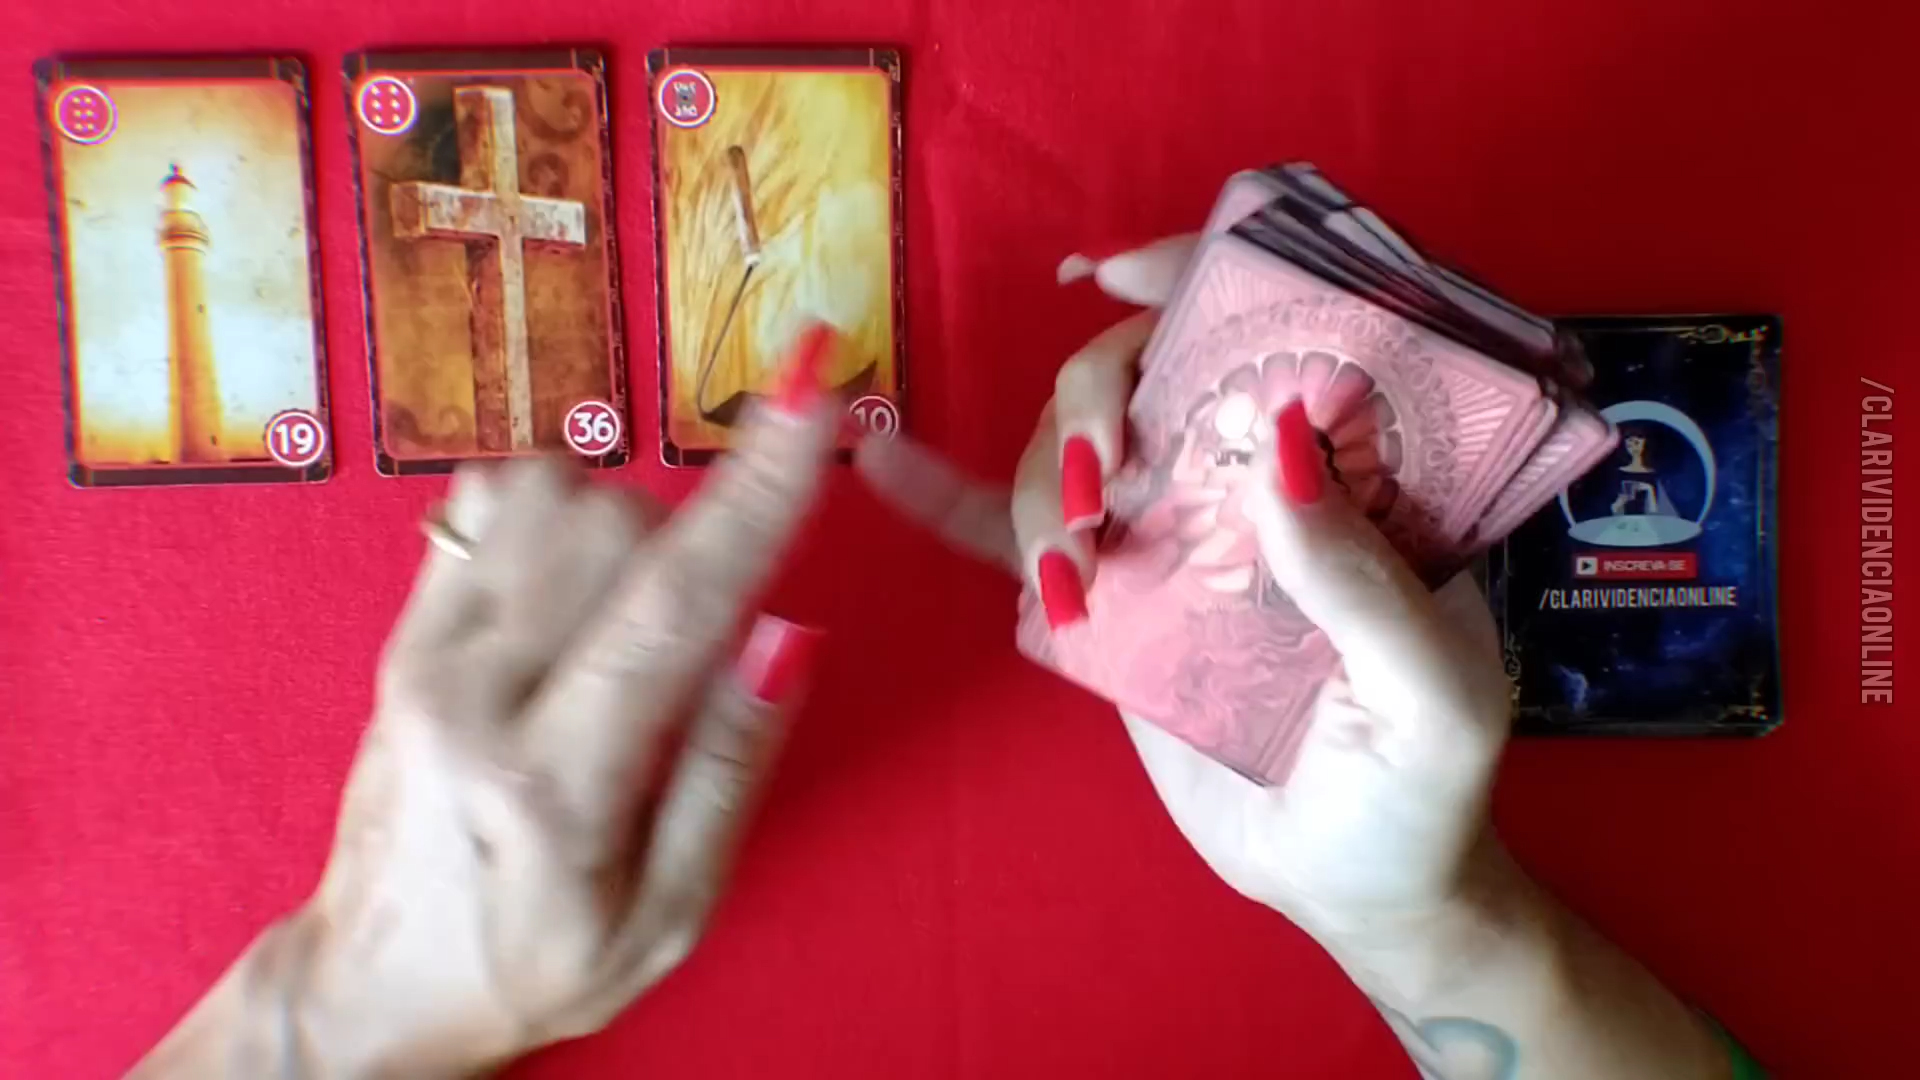 19
36
10
INSCREVA-SE
/CLARIVIDENCIAONLINE
/CLARIVIDENCIAONLINE